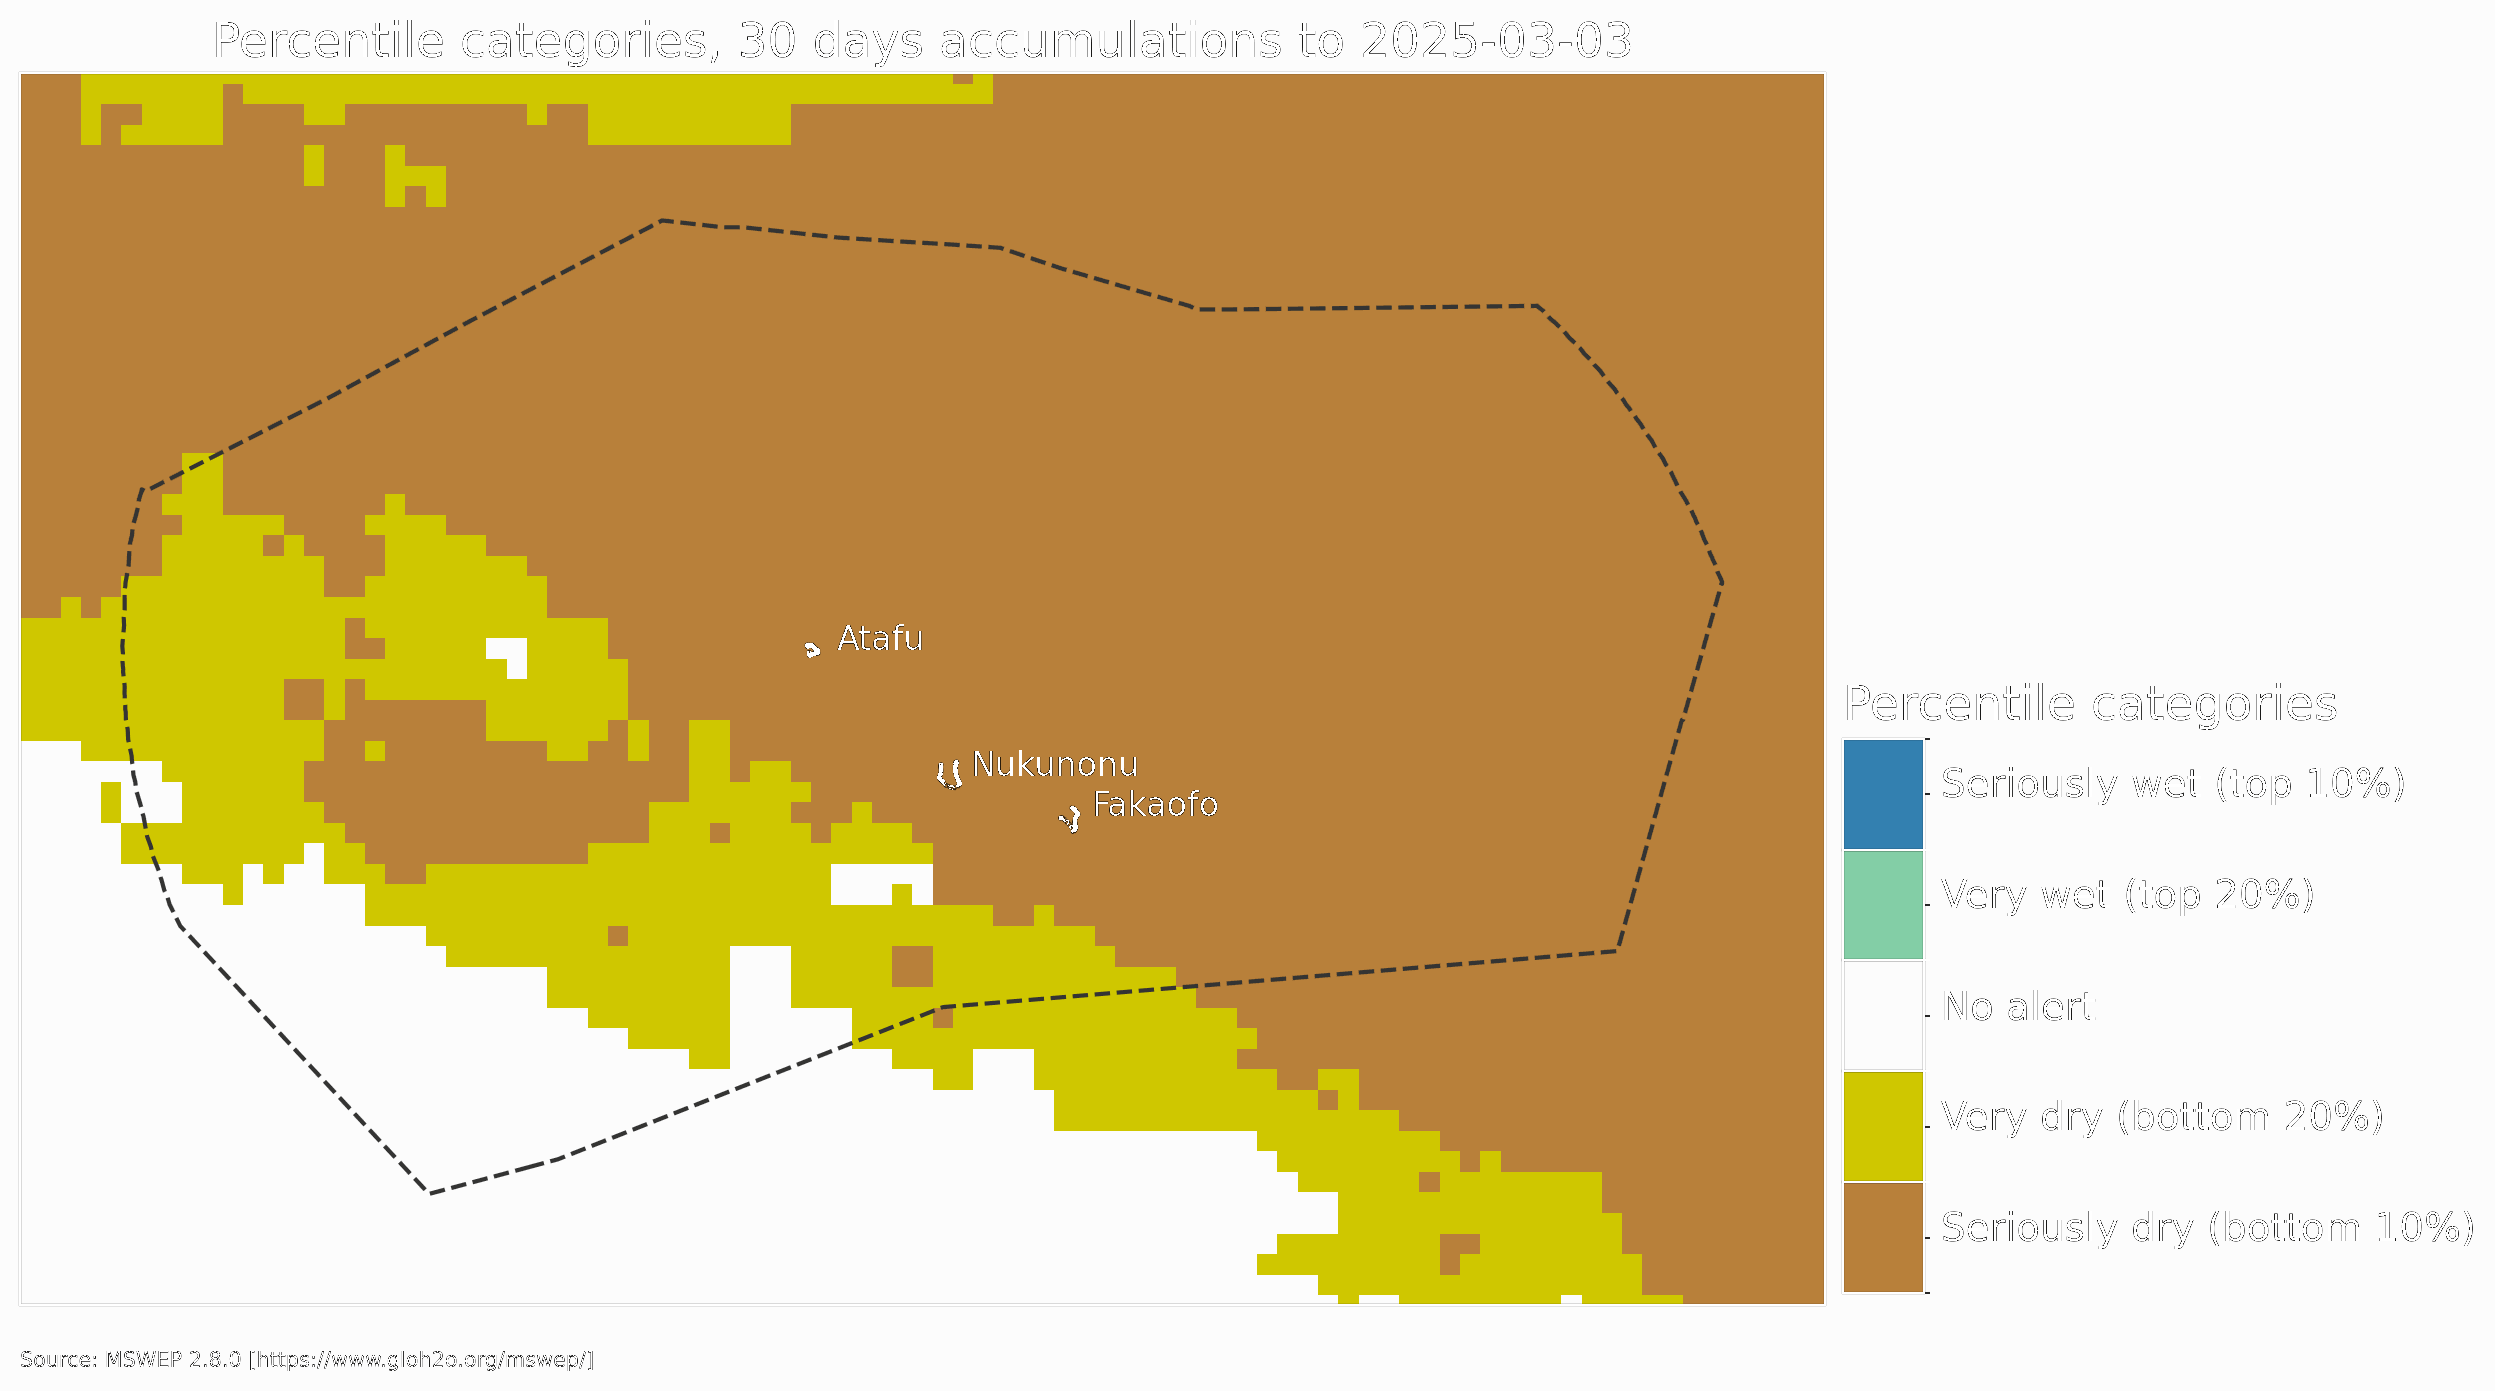 Percentile categories, 30 days accumulations to 2025-03-03
Atafu
Nukunonu
Fakaofo
Percentile categories
Seriously wet (top 10%)
Very wet (top 20%)
No alert
Very dry (bottom 20%)
Seriously dry (bottom 10%)
Source: MSWEP 2.8.0 [https://www.gloh2o.org/mswep/]